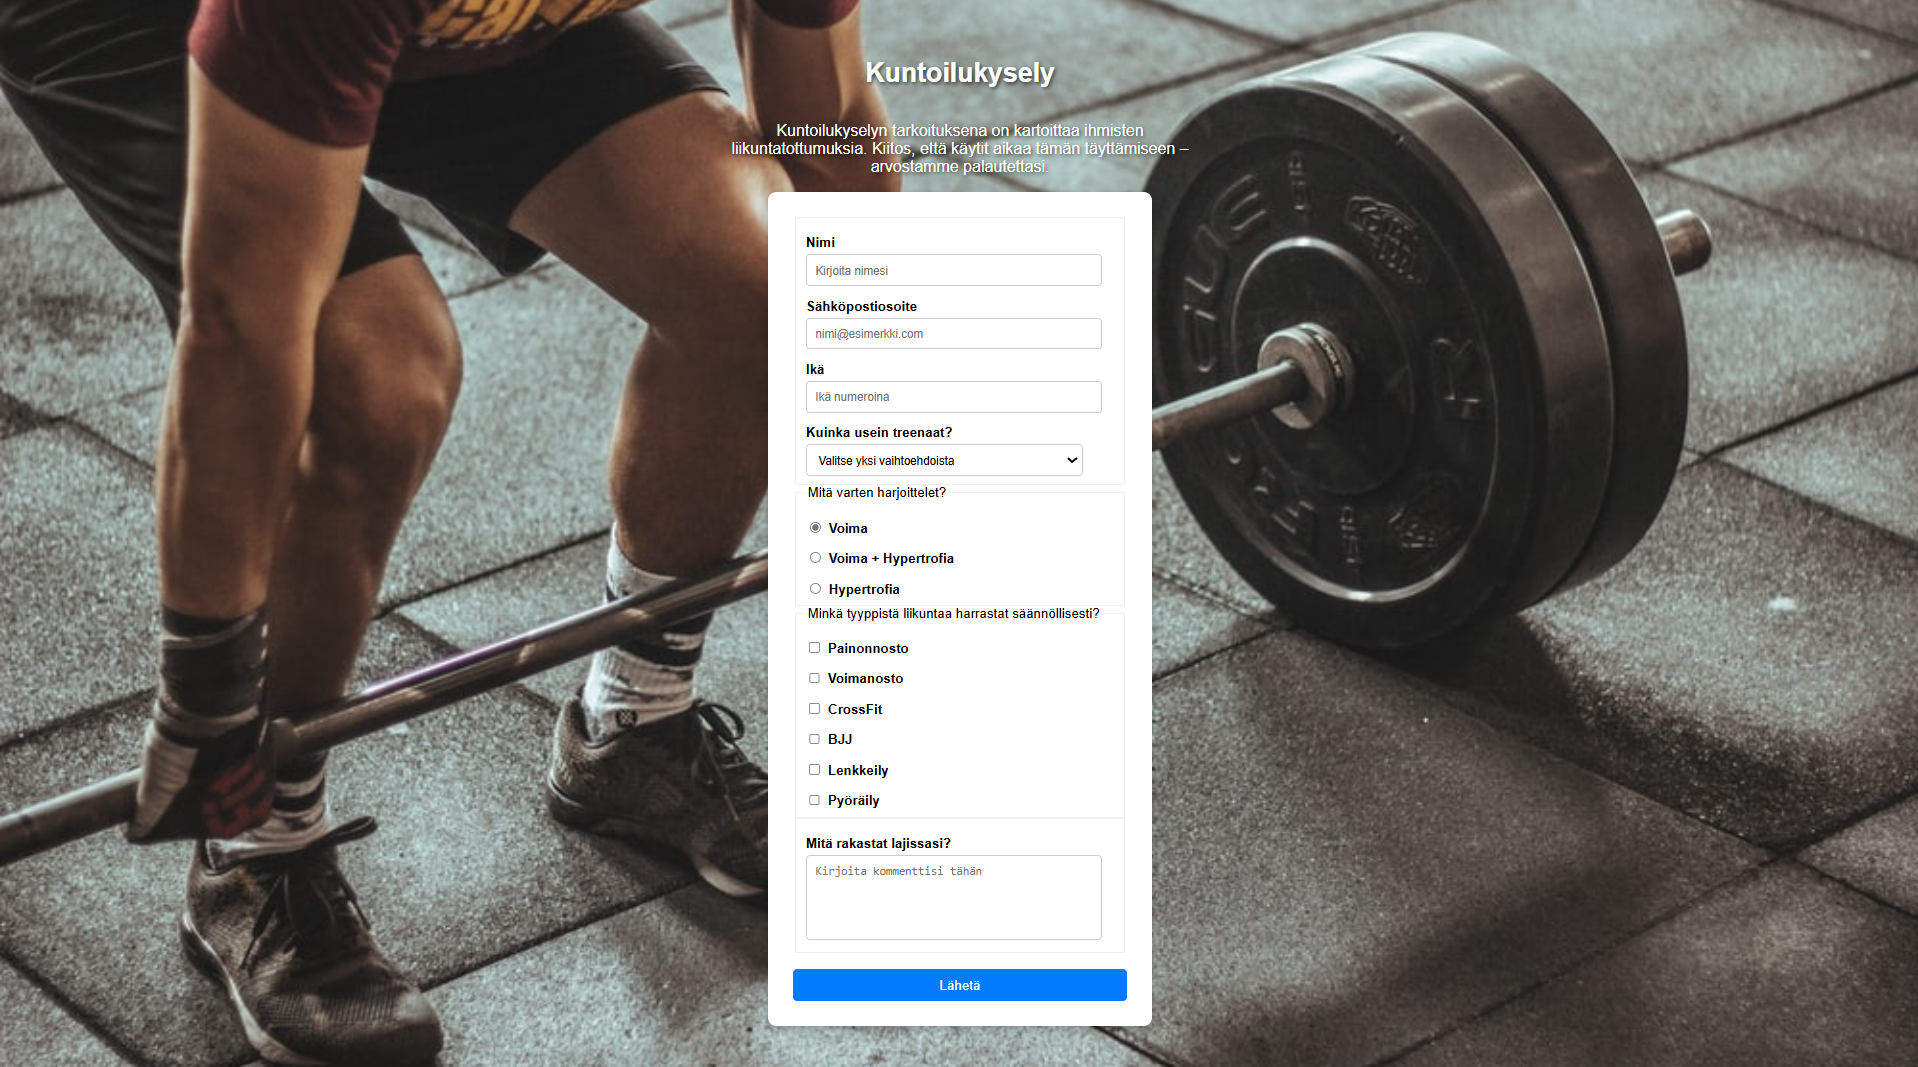 Kuntoilukysely
Kuntoilukyselyn tarkoituksena on kartoittaa ihmisten
liikuntatottumuksia. Kiitos, että käytit aikaa tämän täyttämiseen –
arvostamme palautettasi.
Nimi
Kirjoita nimesi
Sähköpostiosoite
nimi@esimerkki.com
Ikä
Ikä numeroina
Kuinka usein treenaat?
Valitse yksi vaihtoehdoista
Mitä varten harjoittelet?
Voima
Voima + Hypertrofia
Hypertrofia
Minkä tyyppistä liikuntaa harrastat säännöllisesti?
Painonnosto
Voimanosto
CrossFit
BJJ
Lenkkeily
Pyöräily
Mitä rakastat lajissasi?
Kirjoita kommenttisi tähän
Lähetä